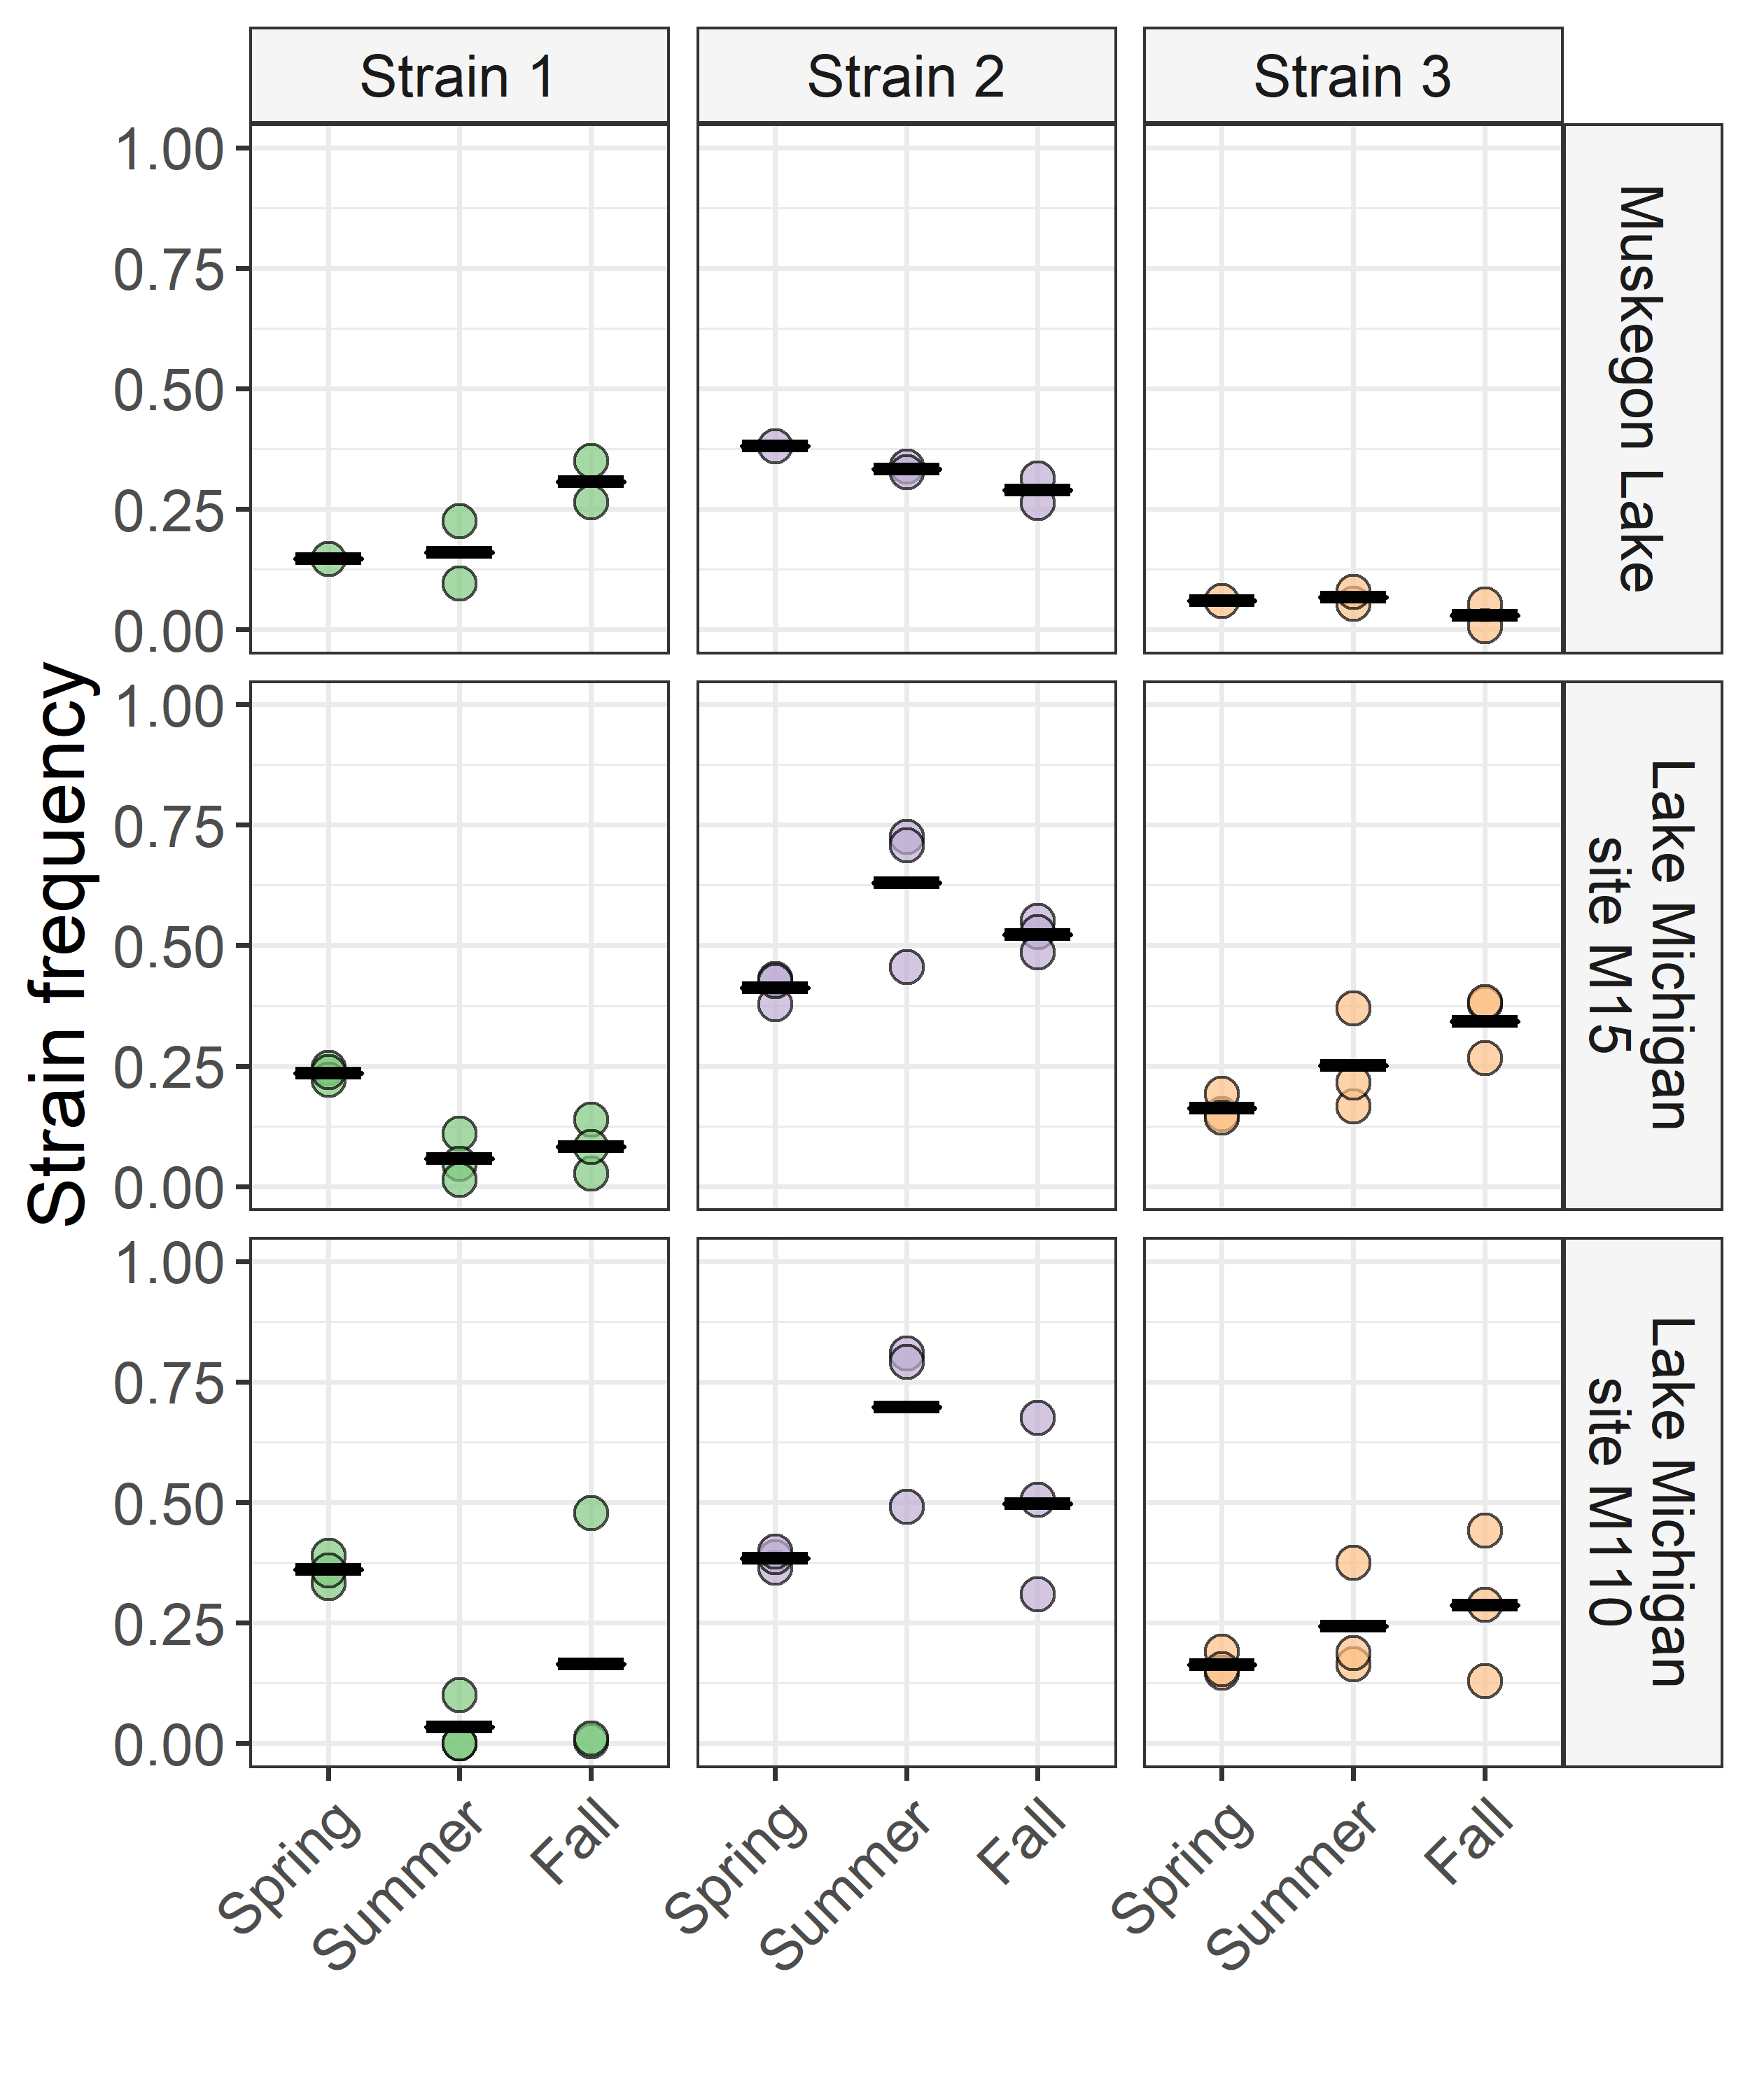 Strain 1
Strain 2
Strain 3
1.00
0.75
0.50
0.25
0.00
Muskegon Lake
Strain frequency
1.00
0.75
0.50
0.25
0.00
Lake Michigan
site M15
1.00
0.75
0.50
0.25
0.00
Lake Michigan
site M110
Spring
Summer
Fall
Spring
Summer
Fall
Spring
Summer
Fall